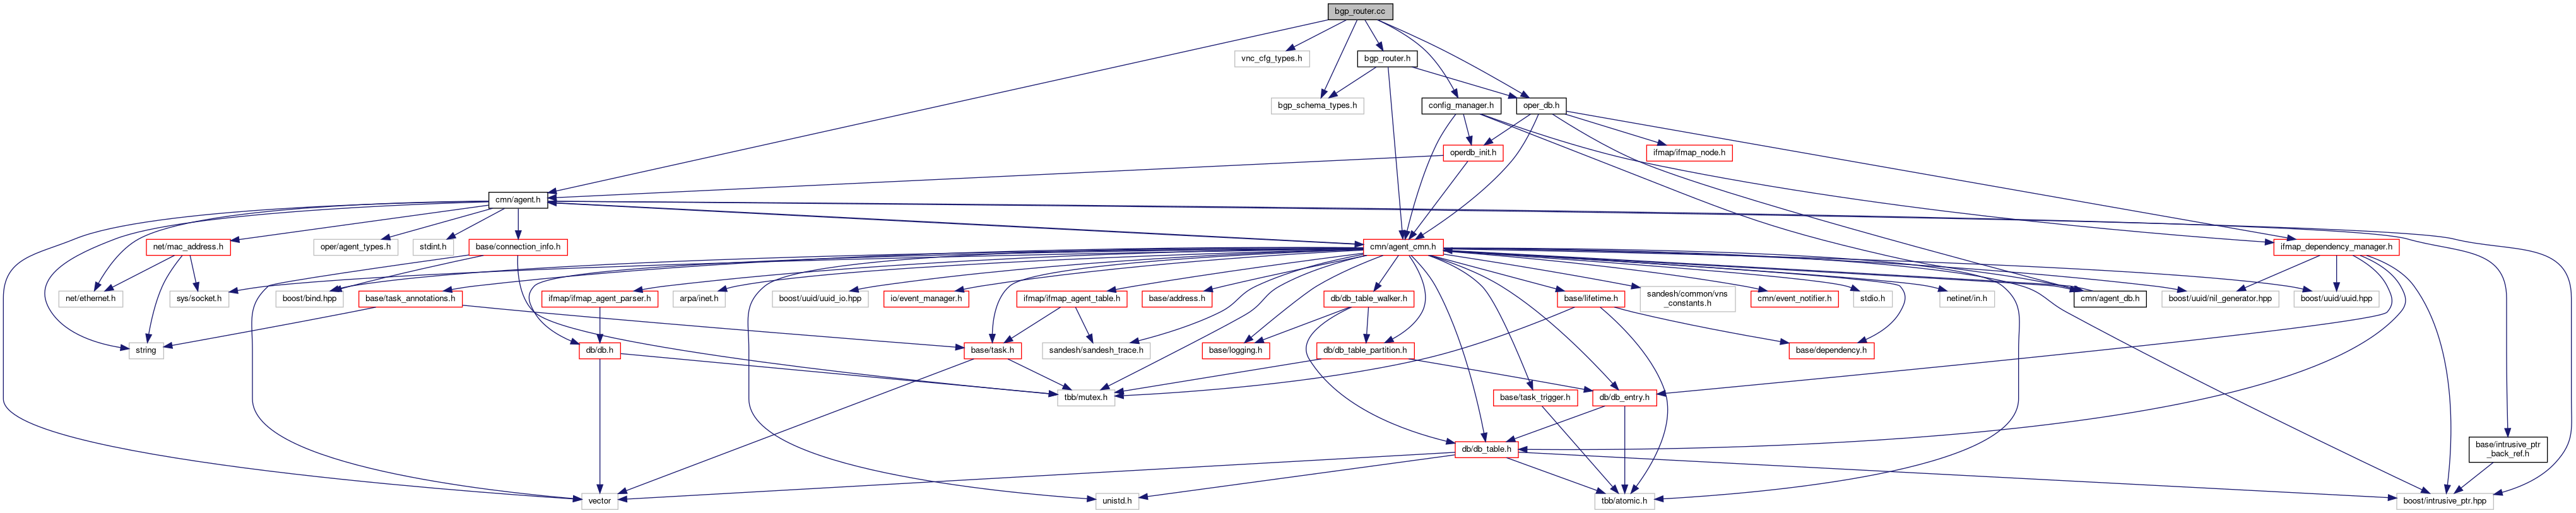 bgp_router.cc
vnc_cfg_types.h
bgp_router.h
bgp_schema_types.h
config_manager.h
oper_db.h
operdb_init.h
ifmap/ifmap_node.h
cmn/agent.h
net/mac_address.h
oper/agent_types.h
stdint.h
base/connection_info.h
cmn/agent_cmn.h
ifmap_dependency_manager.h
net/ethernet.h
sys/socket.h
boost/bind.hpp
base/task_annotations.h
ifmap/ifmap_agent_parser.h
arpa/inet.h
boost/uuid/uuid_io.hpp
io/event_manager.h
ifmap/ifmap_agent_table.h
base/address.h
db/db_table_walker.h
base/lifetime.h
sandesh/common/vns
_constants.h
cmn/event_notifier.h
stdio.h
netinet/in.h
cmn/agent_db.h
boost/uuid/nil_generator.hpp
boost/uuid/uuid.hpp
string
db/db.h
base/task.h
sandesh/sandesh_trace.h
base/logging.h
db/db_table_partition.h
base/dependency.h
tbb/mutex.h
base/task_trigger.h
db/db_entry.h
db/db_table.h
base/intrusive_ptr
_back_ref.h
vector
unistd.h
tbb/atomic.h
boost/intrusive_ptr.hpp